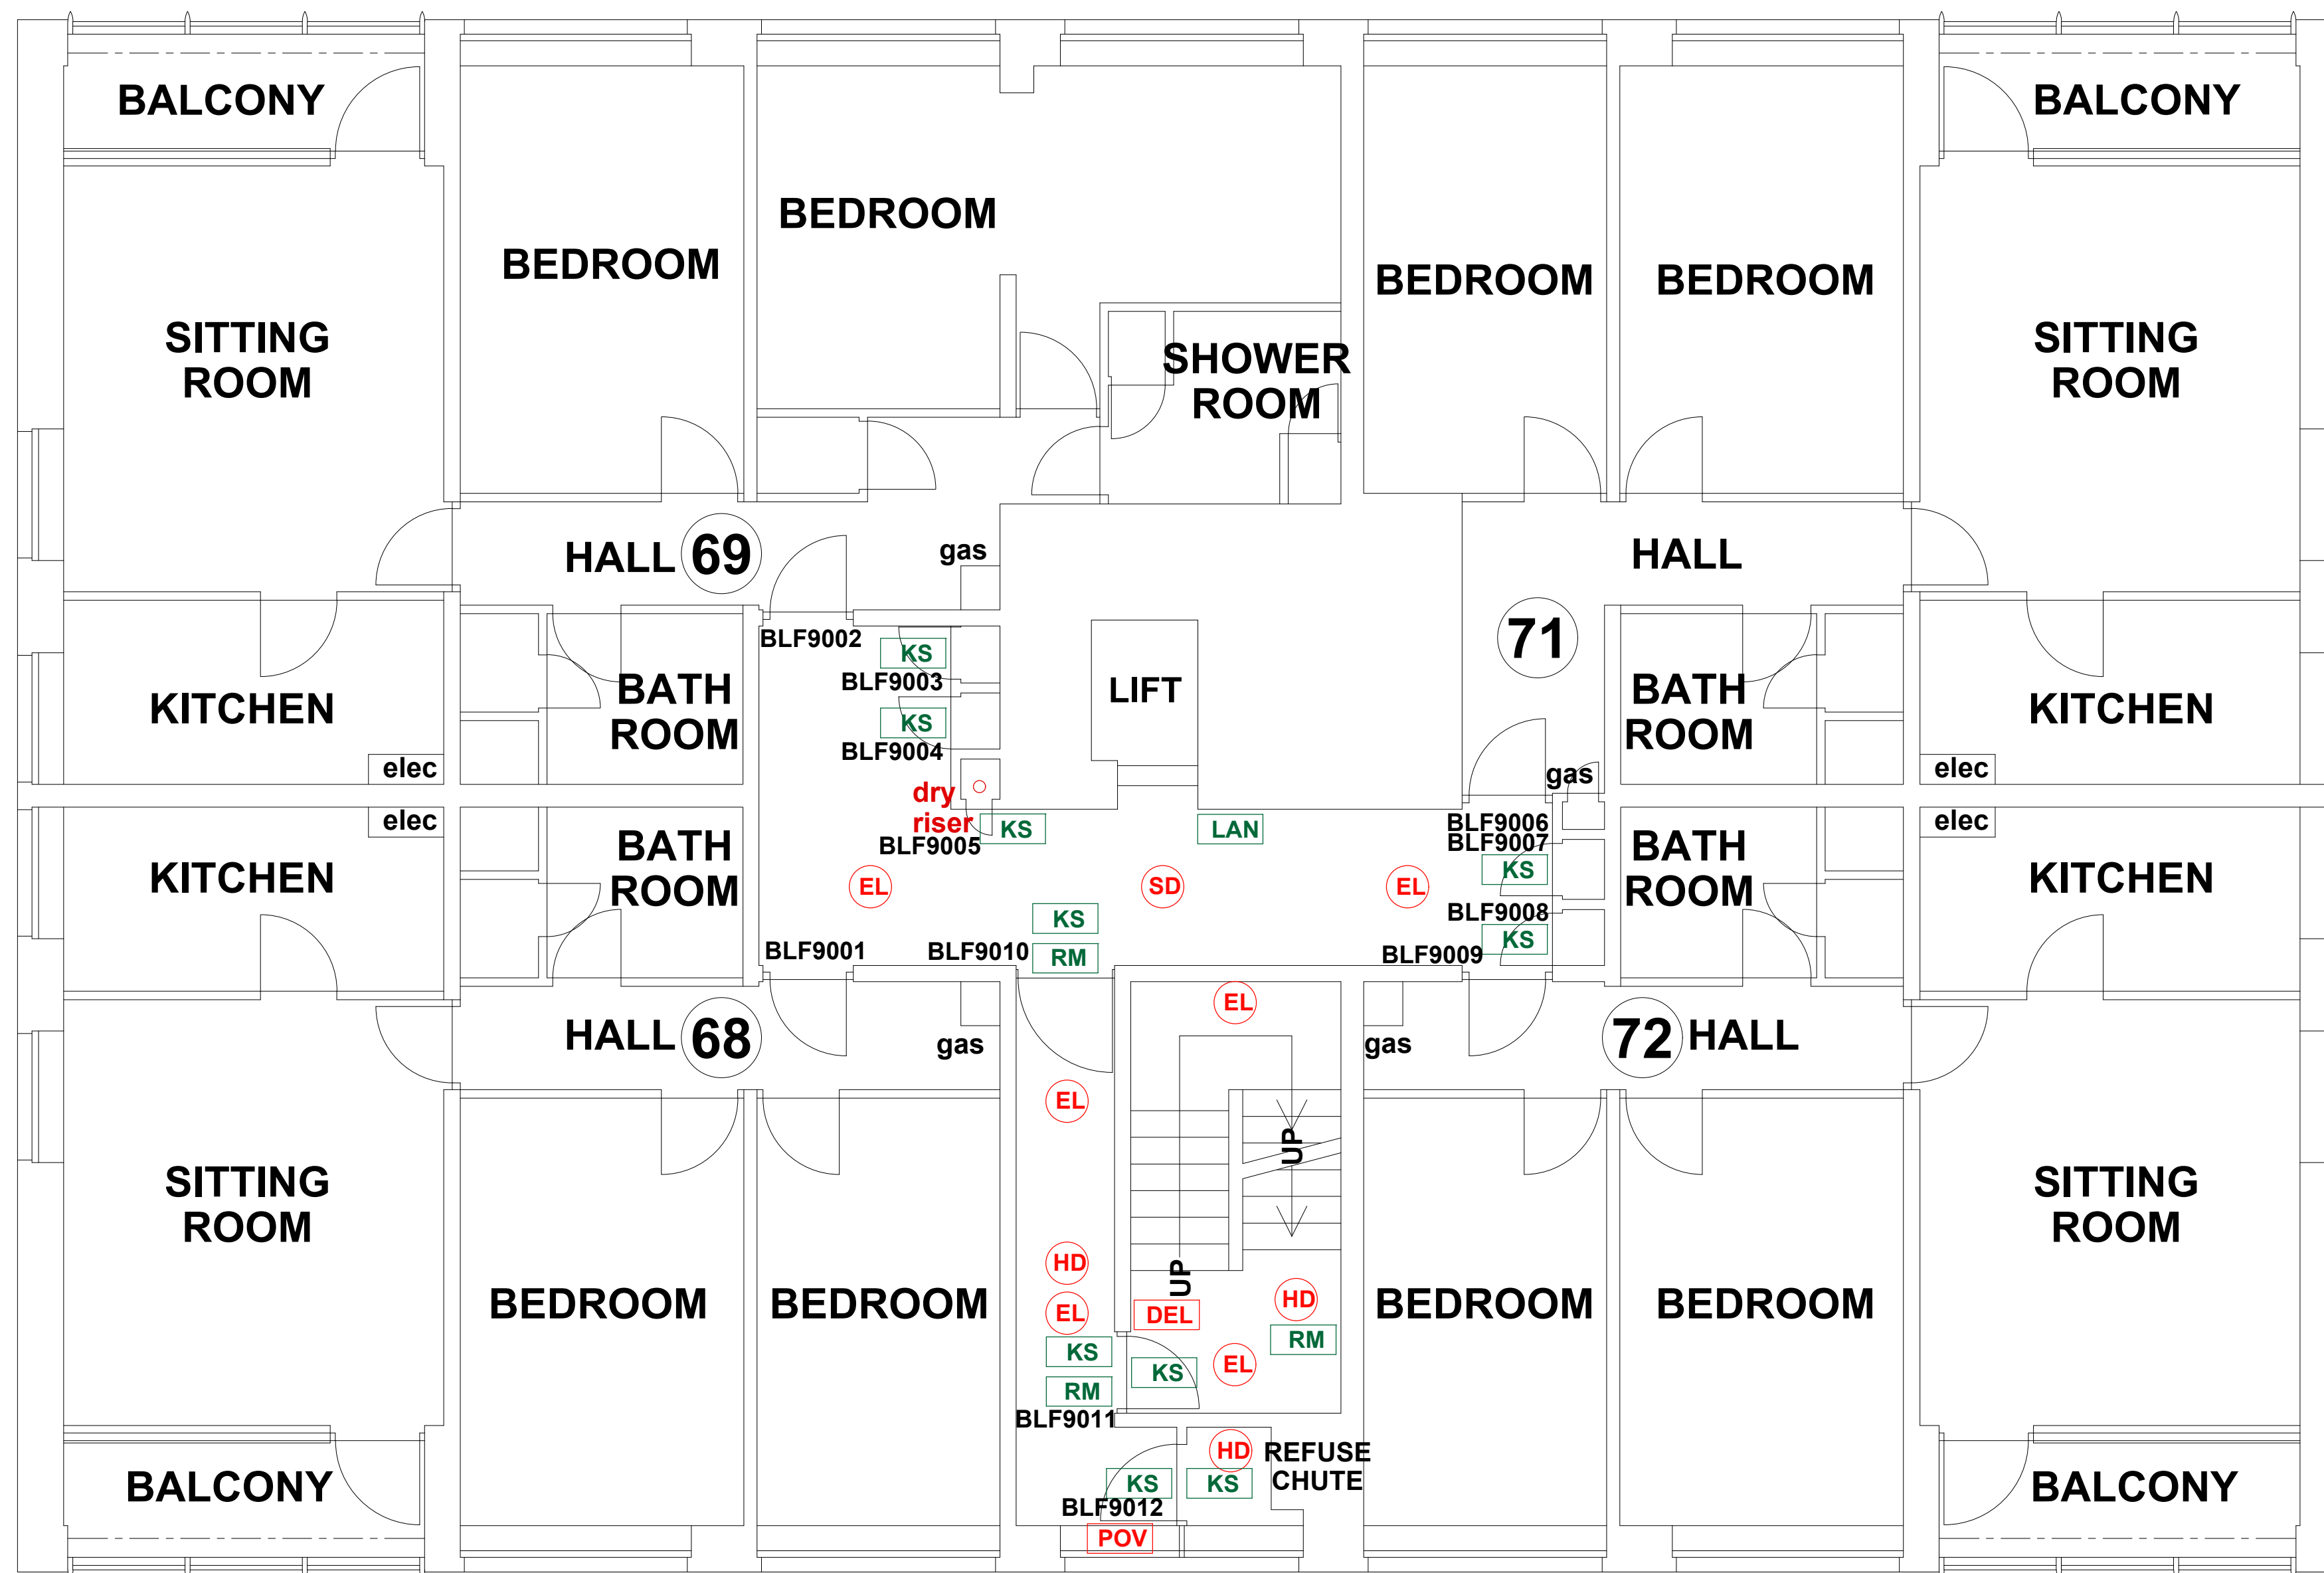 BALCONY
BALCONY
BEDROOM
BEDROOM
BEDROOM
BEDROOM
SITTING
ROOM
SHOWER
ROOM
SITTING
ROOM
HALL 69
gas
HALL
71
BLF9002
KS
BLF9003
KS
BLF9004
KITCHEN
BATH
ROOM
LIFT
BATH
ROOM
KITCHEN
elec
gas
elec
dry
riser
BLF9005
KS
LAN
BLF9006
BLF9007
KS
elec
elec
KITCHEN
BATH
ROOM
EL
SD
EL
BATH
ROOM
KITCHEN
KS
BLF9008
KS
BLF9001
BLF9010
RM
BLF9009
EL
HALL 68
gas
gas
72 HALL
EL
UP
SITTING
ROOM
SITTING
ROOM
HD
UP
BEDROOM
BEDROOM
EL
DEL
HD
BEDROOM
BEDROOM
KS
RM
KS
EL
RM
BLF9011
HD
REFUSE
CHUTE
BALCONY
KS
KS
BALCONY
BLF9012
POV